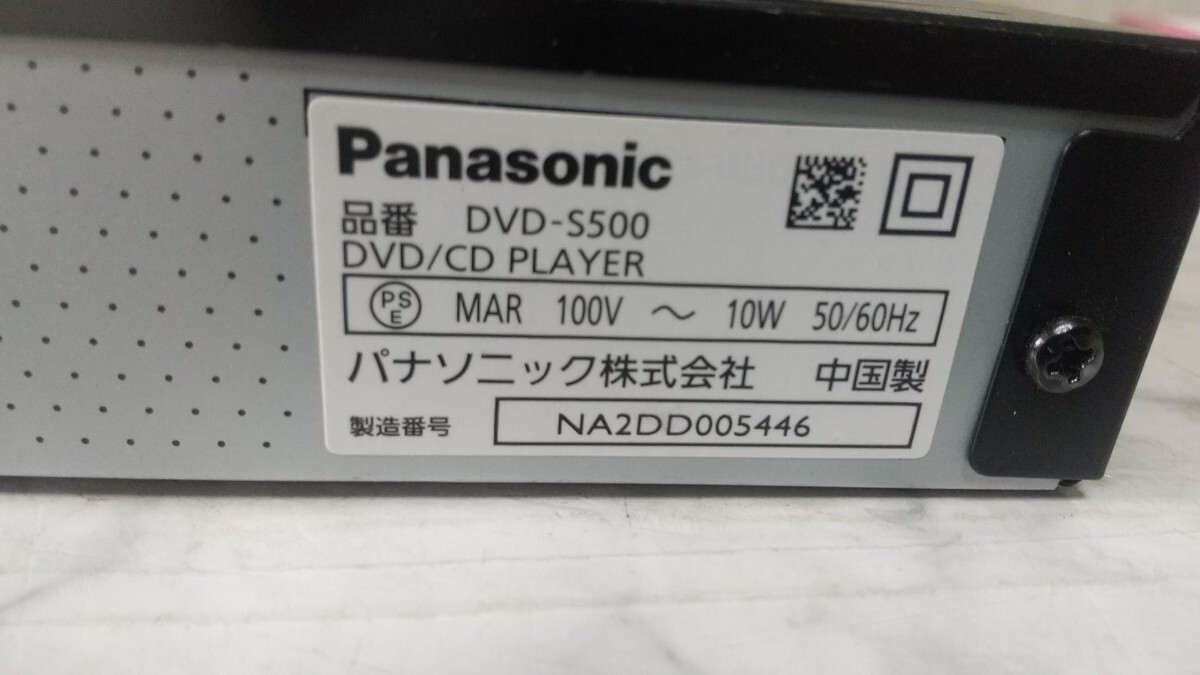 Panasonic
品番 DVD-S500
DVD/CD PLAYER
PSE MAR 100V ～ 10W 50/60Hz
パナソニック株式会社 中国製
製造番号 NA2DD005446